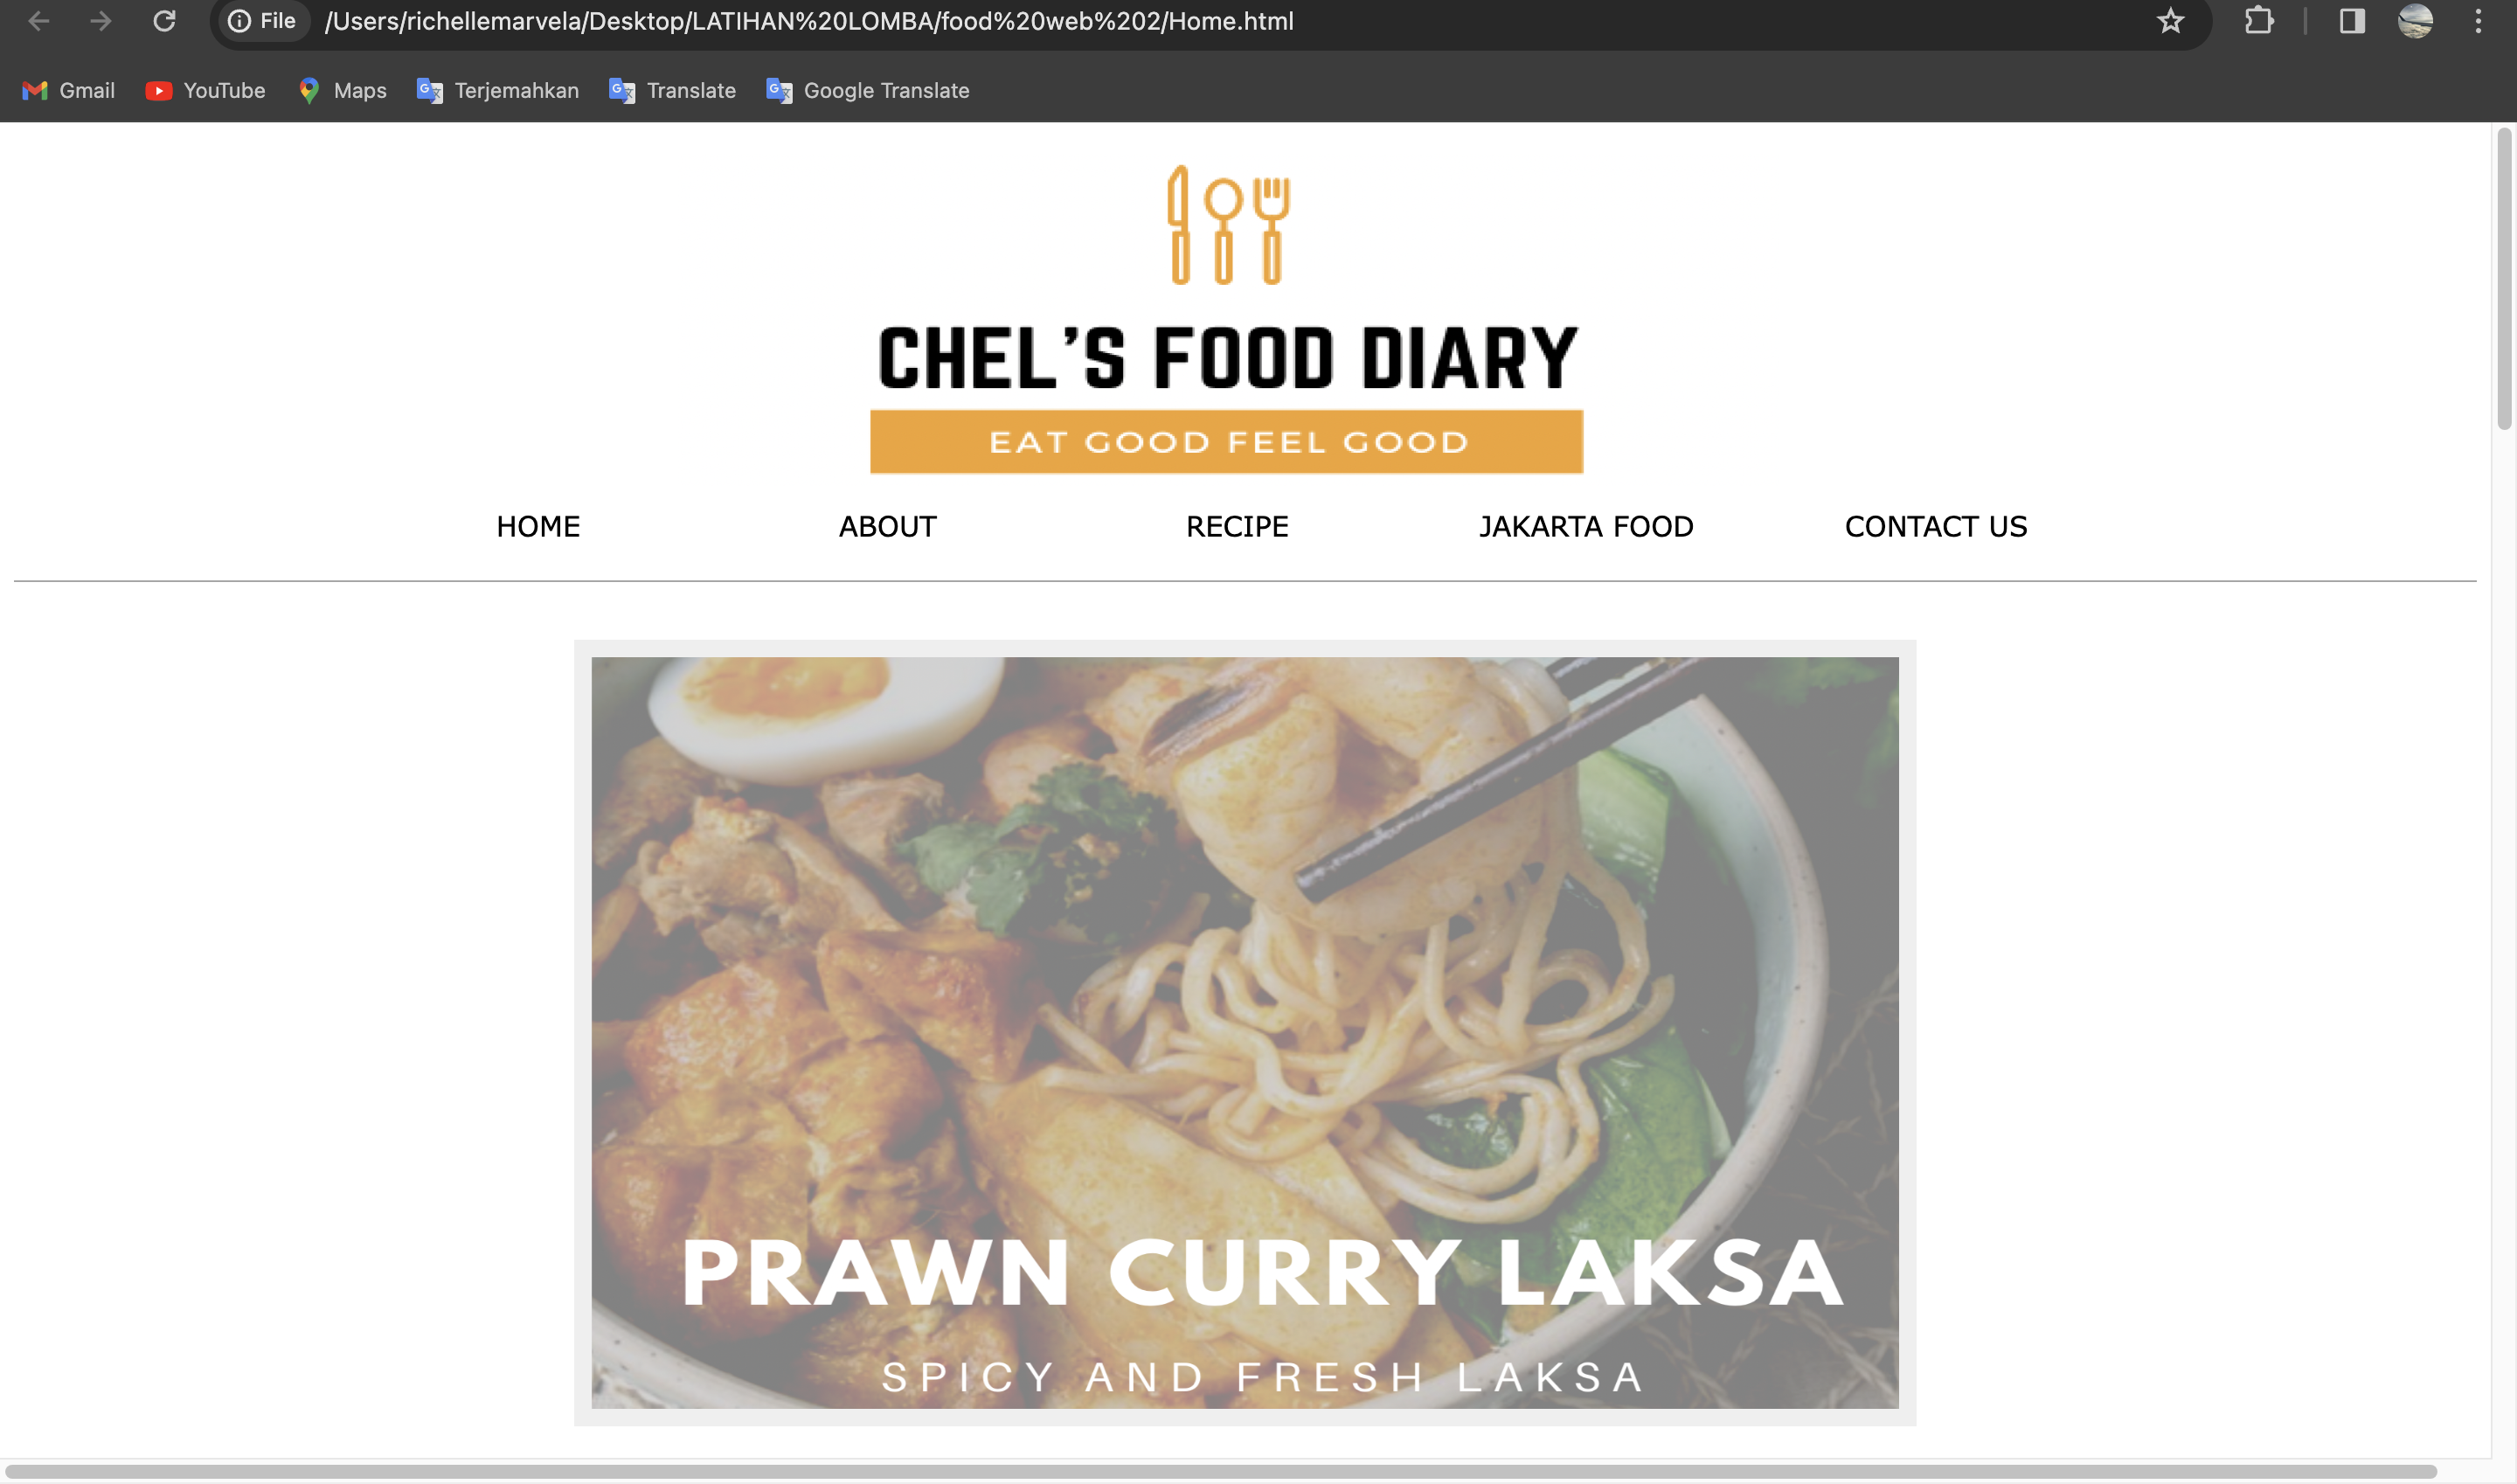 File /Users/richellemarvela/Desktop/LATIHAN%20LOMBA/food%20web%202/Home.html
Gmail YouTube Maps Terjemahkan Translate Google Translate
CHEL'S FOOD DIARY
EAT GOOD FEEL GOOD
HOME ABOUT RECIPE JAKARTA FOOD CONTACT US
PRAWN CURRY LAKSA
SPICY AND FRESH LAKSA